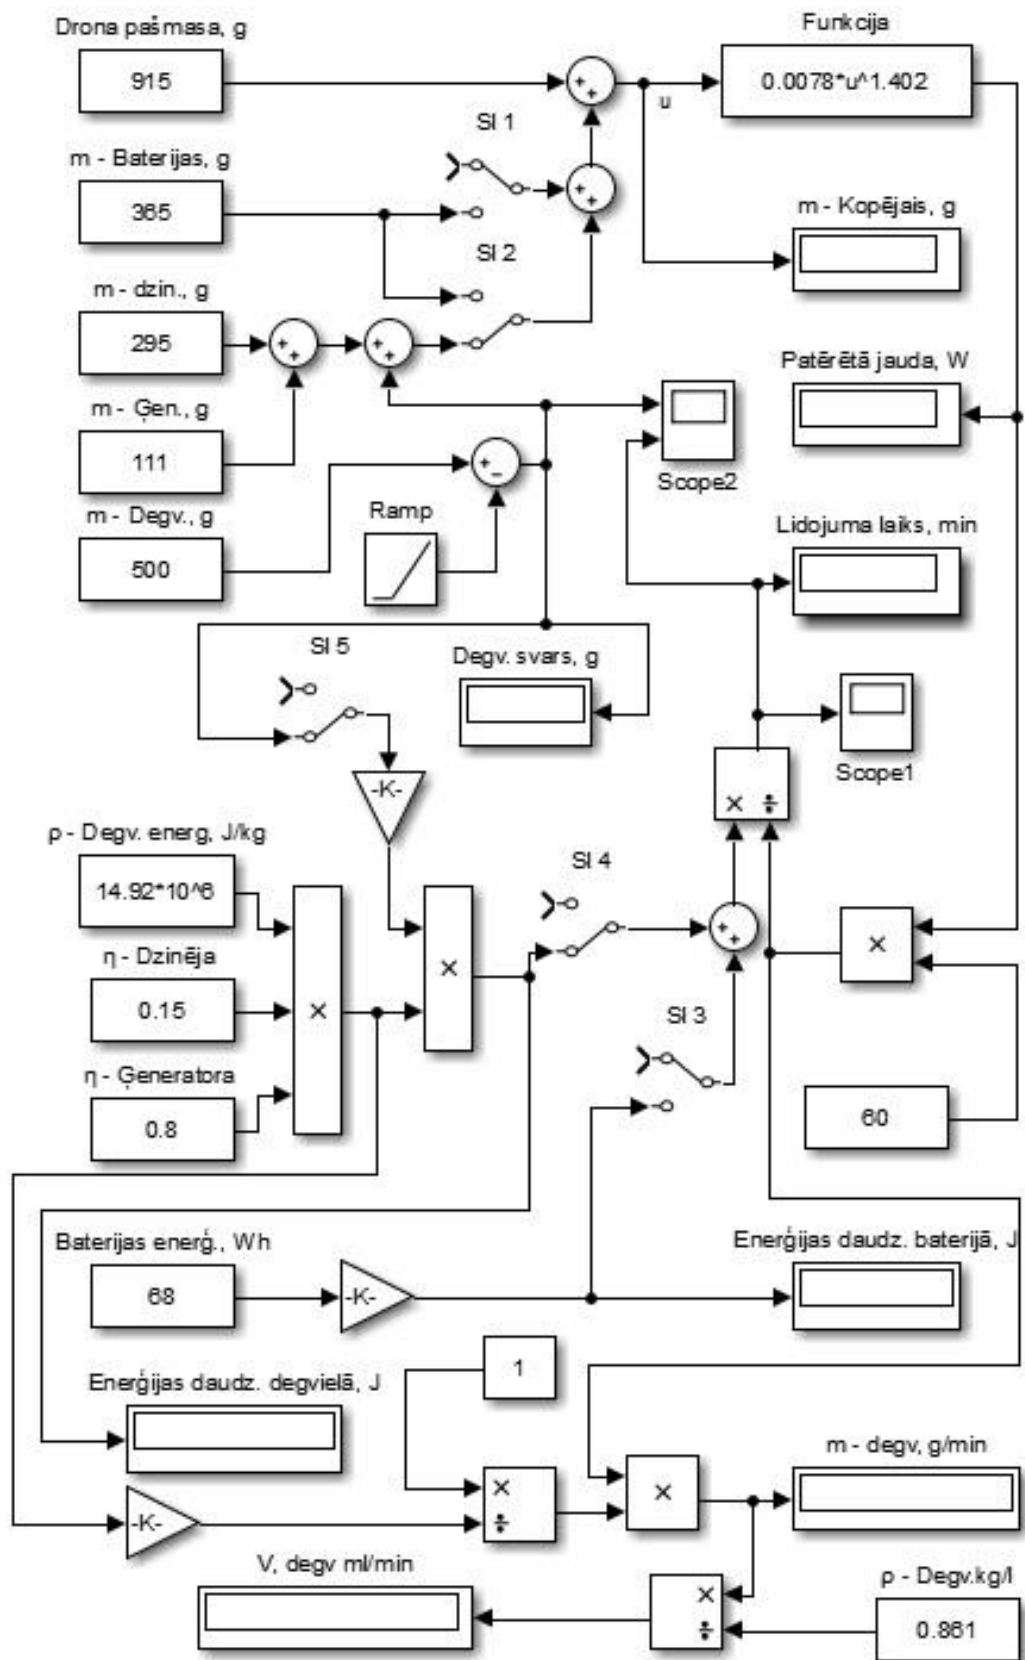 Drona pašmasa, g
915
Funkcija
0.0078*u^1.402
u
Sl 1
m - Baterijas, g
365
m - Kopējais, g
Sl 2
m - dzin., g
295
Patērētā jauda, W
m - Ģen., g
111
Scope2
m - Degv., g
500
Ramp
Lidojuma laiks, min
Sl 5
Degv. svars, g
Scope1
-K-
ρ - Degv. energ, J/kg
14.92*10^6
Sl 4
η - Dzinēja
0.15
Sl 3
η - Ģeneratora
0.8
60
Baterijas enerģ., Wh
68
-K-
Enerģijas daudz. baterijā, J
1
Enerģijas daudz. degvielā, J
m - degv, g/min
-K-
V, degv ml/min
ρ - Degv.kg/l
0.861